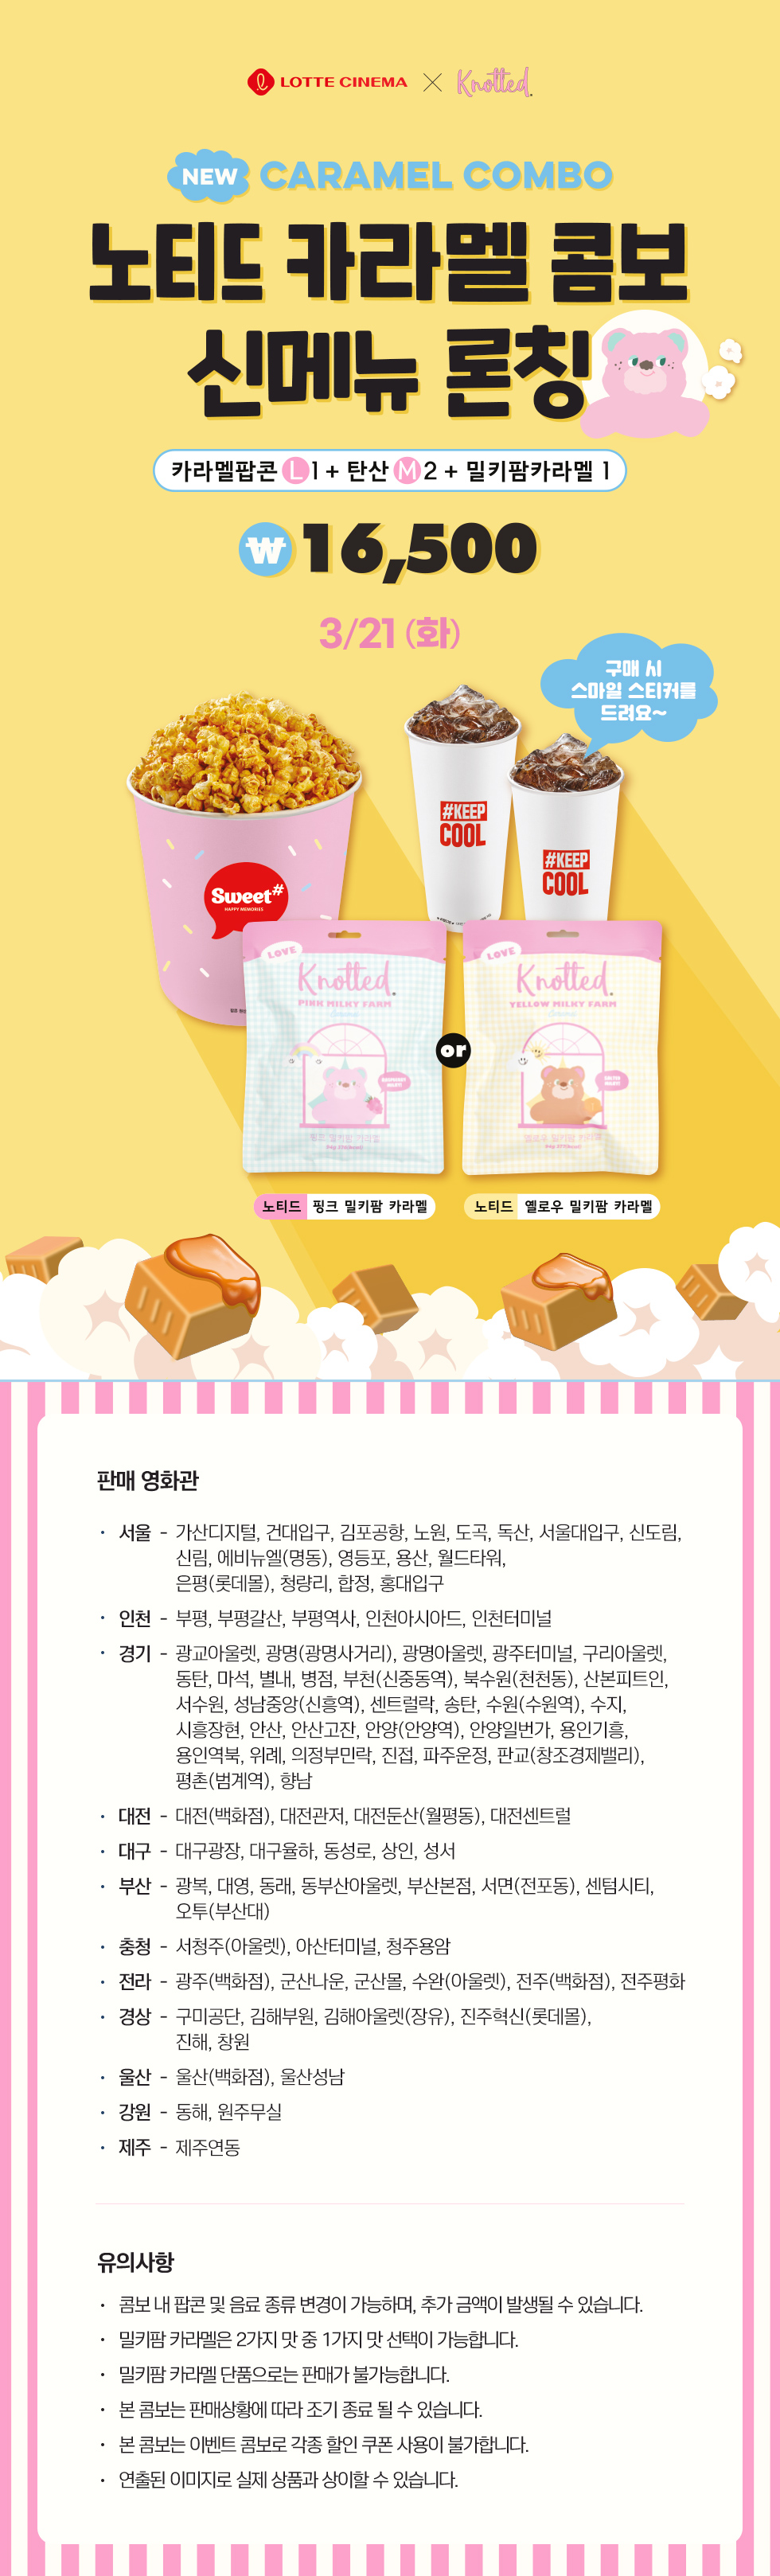 LOTTE CINEMA × Knotted.
NEW CARAMEL COMBO
노티드 카라멜 콤보
신메뉴 론칭
카라멜팝콘 L 1 + 탄산 M 2 + 밀키팜카라멜 1
₩16,500
3/21 (화)
구매 시
스마일 스티커를
드려요~
#KEEP
COOL
#KEEP
COOL
Sweet#
HAPPY MEMORIES
LOVE
Knotted.
PINK MILKY FARM
LOVE
Knotted.
YELLOW MILKY FARM
or
노티드 핑크 밀키팜 카라멜
노티드 옐로우 밀키팜 카라멜
판매 영화관
· 서울 - 가산디지털, 건대입구, 김포공항, 노원, 도곡, 독산, 서울대입구, 신도림,
신림, 에비뉴엘(명동), 영등포, 용산, 월드타워,
은평(롯데몰), 청량리, 합정, 홍대입구
· 인천 - 부평, 부평갈산, 부평역사, 인천아시아드, 인천터미널
· 경기 - 광교아울렛, 광명(광명사거리), 광명아울렛, 광주터미널, 구리아울렛,
동탄, 마석, 별내, 병점, 부천(신중동역), 북수원(천천동), 산본피트인,
서수원, 성남중앙(신흥역), 센트럴락, 송탄, 수원(수원역), 수지,
시흥장현, 안산, 안산고잔, 안양(안양역), 안양일번가, 용인기흥,
용인역북, 위례, 의정부민락, 진접, 파주운정, 판교(창조경제밸리),
평촌(범계역), 향남
· 대전 - 대전(백화점), 대전관저, 대전둔산(월평동), 대전센트럴
· 대구 - 대구광장, 대구율하, 동성로, 상인, 성서
· 부산 - 광복, 대영, 동래, 동부산아울렛, 부산본점, 서면(전포동), 센텀시티,
오투(부산대)
· 충청 - 서청주(아울렛), 아산터미널, 청주용암
· 전라 - 광주(백화점), 군산나운, 군산몰, 수완(아울렛), 전주(백화점), 전주평화
· 경상 - 구미공단, 김해부원, 김해아울렛(장유), 진주혁신(롯데몰),
진해, 창원
· 울산 - 울산(백화점), 울산성남
· 강원 - 동해, 원주무실
· 제주 - 제주연동
유의사항
· 콤보 내 팝콘 및 음료 종류 변경이 가능하며, 추가 금액이 발생될 수 있습니다.
· 밀키팜 카라멜은 2가지 맛 중 1가지 맛 선택이 가능합니다.
· 밀키팜 카라멜 단품으로는 판매가 불가능합니다.
· 본 콤보는 판매상황에 따라 조기 종료 될 수 있습니다.
· 본 콤보는 이벤트 콤보로 각종 할인 쿠폰 사용이 불가합니다.
· 연출된 이미지로 실제 상품과 상이할 수 있습니다.